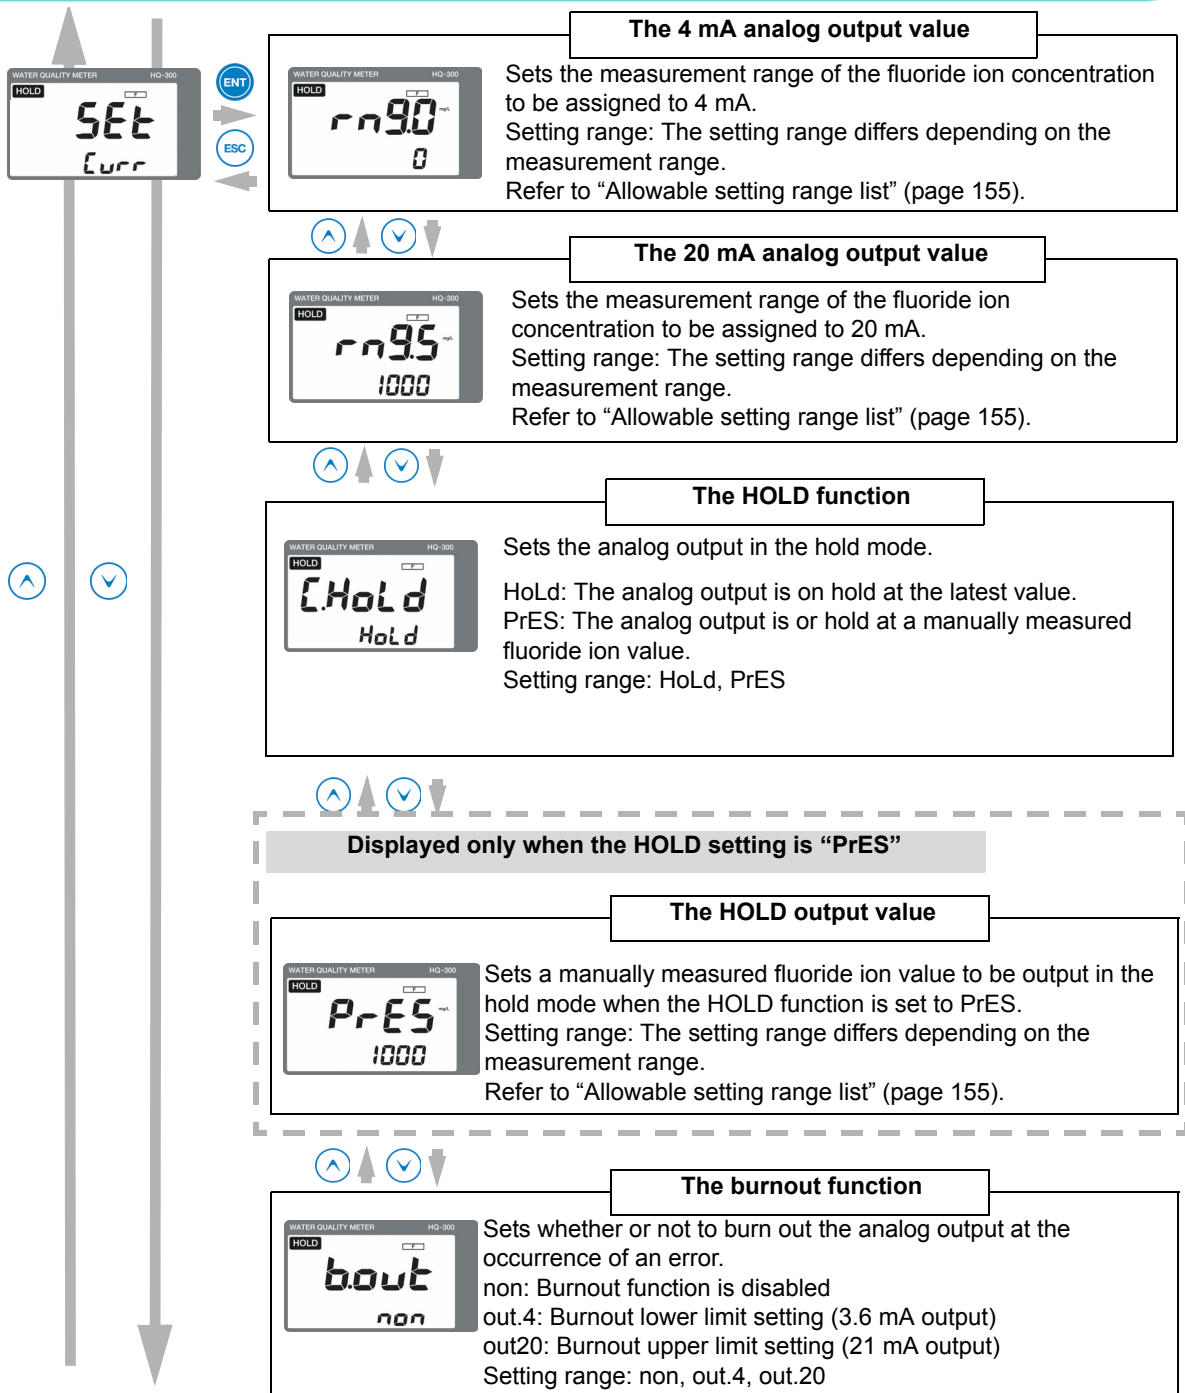 The 4 mA analog output value
WATER QUALITY METER HQ-300
HOLD
F
SEt
Curr
ENT
ESC
WATER QUALITY METER HQ-300
HOLD
F
rn9.0 mg/L
0
Sets the measurement range of the fluoride ion concentration
to be assigned to 4 mA.
Setting range: The setting range differs depending on the
measurement range.
Refer to “Allowable setting range list” (page 155).
The 20 mA analog output value
WATER QUALITY METER HQ-300
HOLD
F
rn9.5 mg/L
1000
Sets the measurement range of the fluoride ion
concentration to be assigned to 20 mA.
Setting range: The setting range differs depending on the
measurement range.
Refer to “Allowable setting range list” (page 155).
The HOLD function
WATER QUALITY METER HQ-300
HOLD
F
C.HoLd
HoLd
Sets the analog output in the hold mode.
HoLd: The analog output is on hold at the latest value.
PrES: The analog output is or hold at a manually measured
fluoride ion value.
Setting range: HoLd, PrES
Displayed only when the HOLD setting is “PrES”
The HOLD output value
WATER QUALITY METER HQ-300
HOLD
F
PrES mg/L
1000
Sets a manually measured fluoride ion value to be output in the
hold mode when the HOLD function is set to PrES.
Setting range: The setting range differs depending on the
measurement range.
Refer to “Allowable setting range list” (page 155).
The burnout function
WATER QUALITY METER HQ-300
HOLD
F
b.out
non
Sets whether or not to burn out the analog output at the
occurrence of an error.
non: Burnout function is disabled
out.4: Burnout lower limit setting (3.6 mA output)
out20: Burnout upper limit setting (21 mA output)
Setting range: non, out.4, out.20